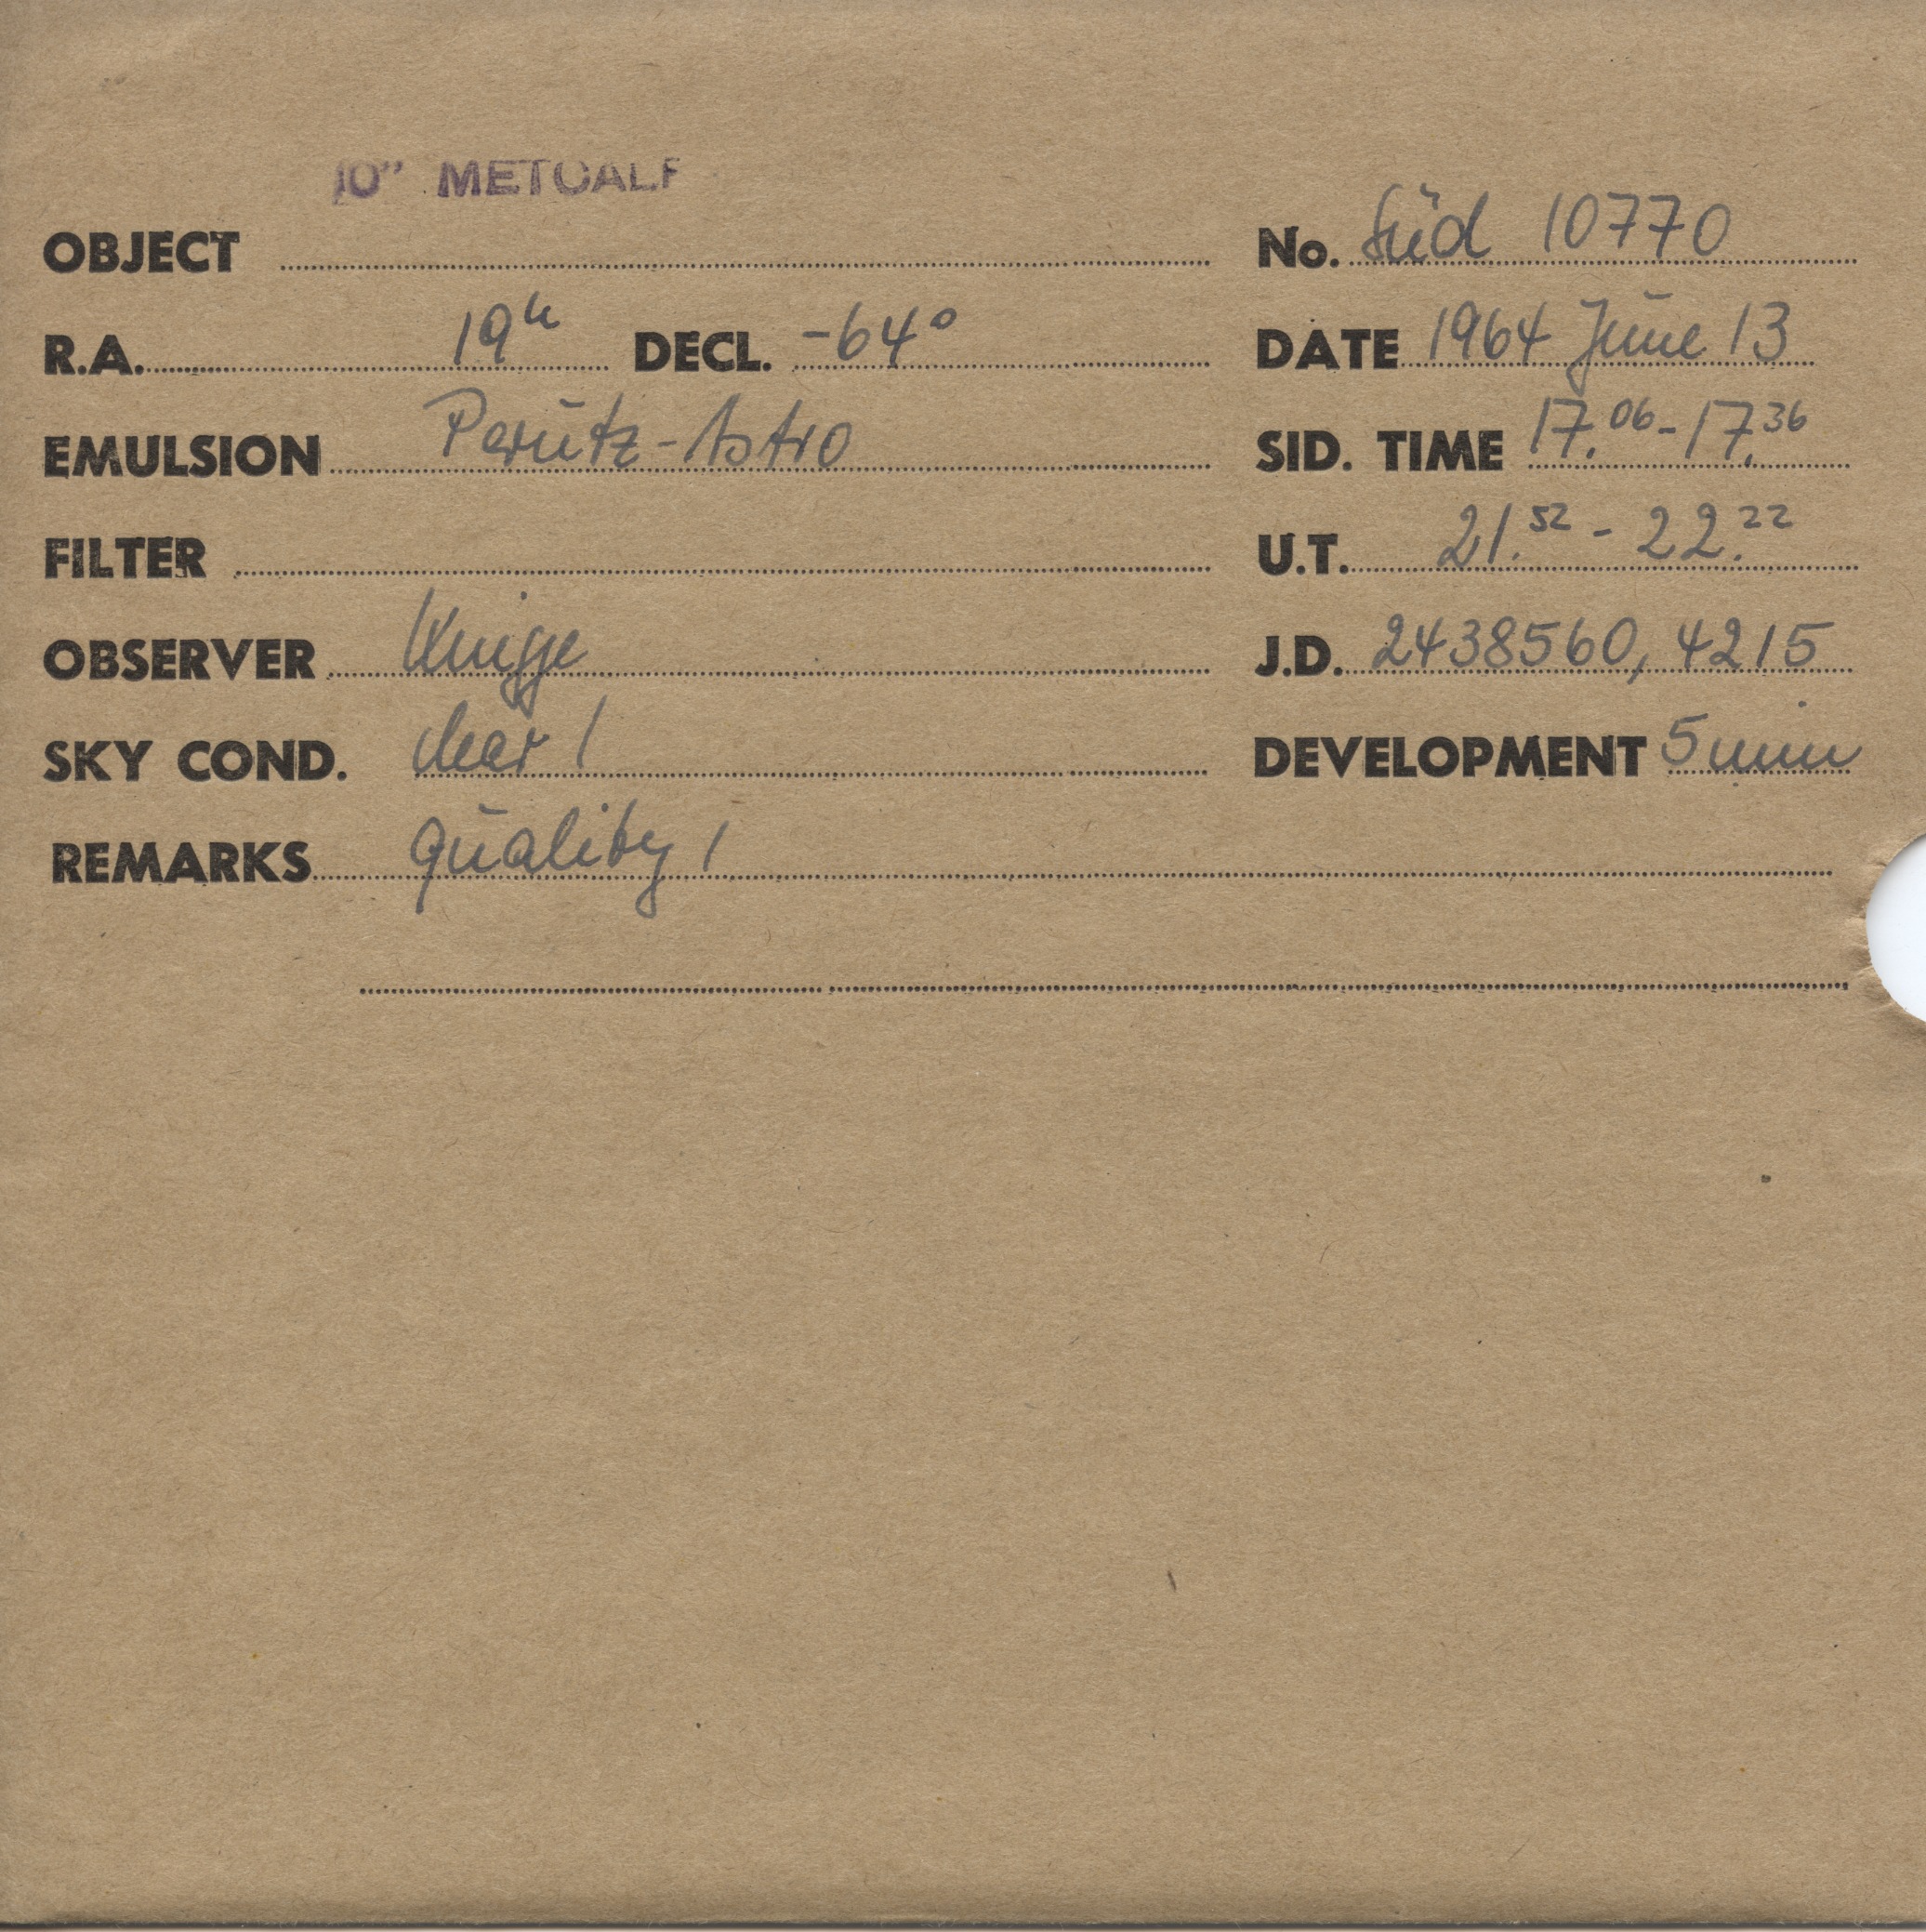 10" METCALF
OBJECT No. Süd 10770
R.A. 19h DECL. -64° DATE 1964 June 13
EMULSION Perutz-Astro SID. TIME 17.06-17.36
FILTER U.T. 21.52 - 22.22
OBSERVER Knigge J.D. 2438560,4215
SKY COND. clear 1 DEVELOPMENT 5 min
REMARKS quality 1